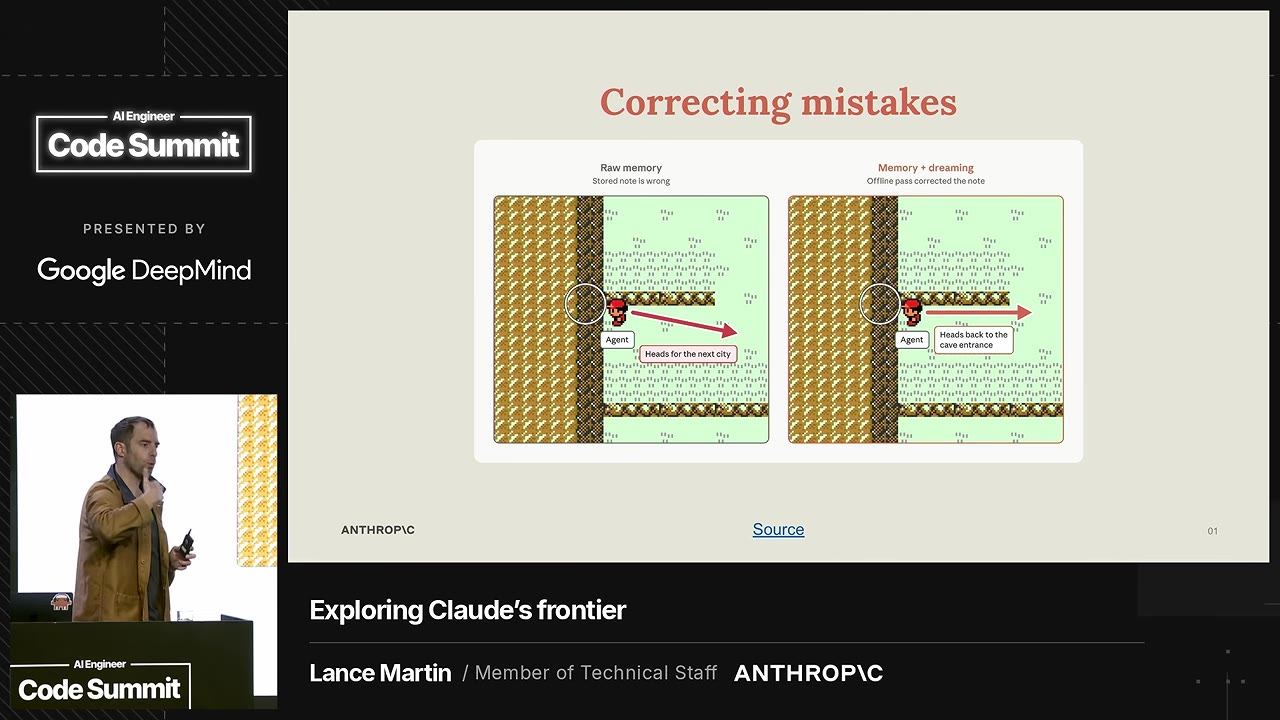 AI Engineer
Code Summit
PRESENTED BY
Google DeepMind
Correcting mistakes
Raw memory
Stored note is wrong
Memory + dreaming
Offline pass corrected the note
Agent
Heads for the next city
Agent
Heads back to the
cave entrance
ANTHROP\C
Source
01
AI Engineer
Code Summit
Exploring Claude’s frontier
Lance Martin / Member of Technical Staff ANTHROP\C